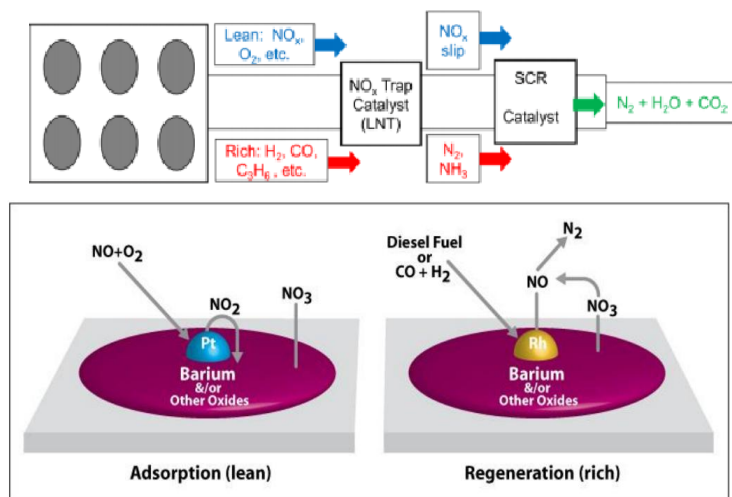 Lean: NOx,
O2, etc.
NOx
slip
NOx Trap
Catalyst
(LNT)
SCR
Catalyst
N2 + H2O + CO2
Rich: H2, CO,
C3H6, etc.
N2,
NH3
NO+O2
NO2
NO3
Pt
Barium
&/or
Other Oxides
Adsorption (lean)
Diesel Fuel
or
CO + H2
N2
NO
NO3
Rh
Barium
&/or
Other Oxides
Regeneration (rich)